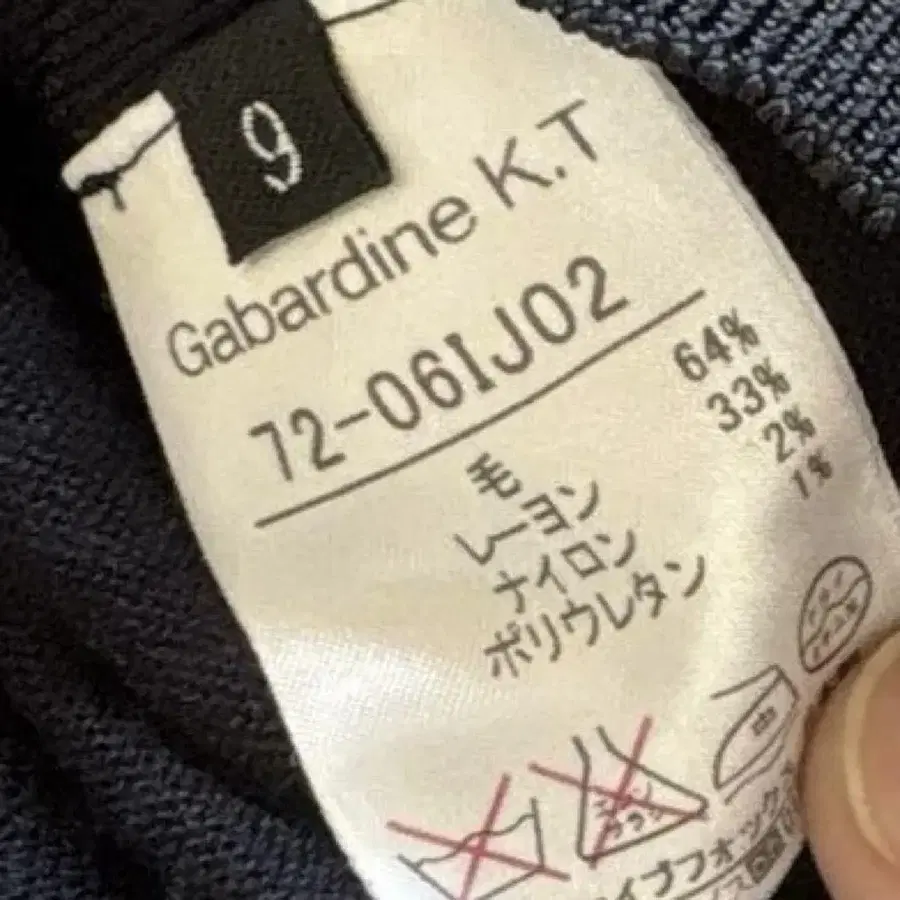 9
Gabardine K.T
72-06IJ02
毛 64%
レーヨン 33%
ナイロン 2%
ポリウレタン 1%
中